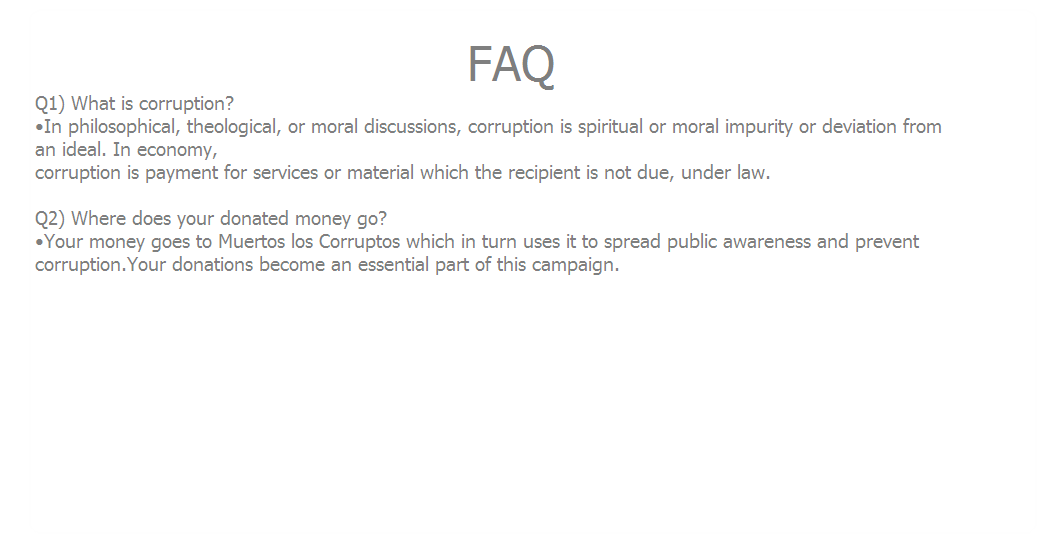 FAQ
Q1) What is corruption?
•In philosophical, theological, or moral discussions, corruption is spiritual or moral impurity or deviation from
an ideal. In economy,
corruption is payment for services or material which the recipient is not due, under law.
Q2) Where does your donated money go?
•Your money goes to Muertos los Corruptos which in turn uses it to spread public awareness and prevent
corruption.Your donations become an essential part of this campaign.